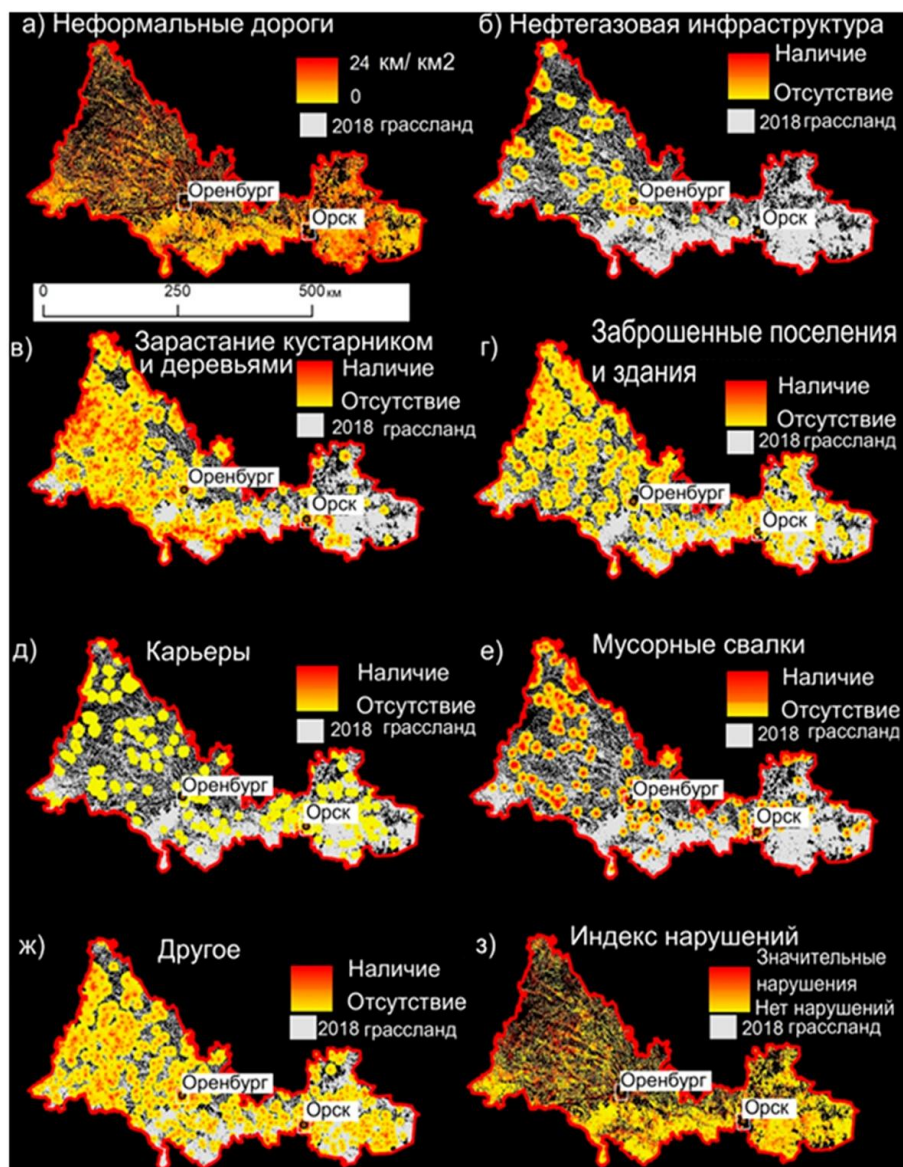 а) Неформальные дороги
24 км/ км2
0
2018 грассланд
Оренбург
Орск
б) Нефтегазовая инфраструктура
Наличие
Отсутствие
2018 грассланд
Оренбург
Орск
0 250 500 км
в) Зарастание кустарником
и деревьями
Наличие
Отсутствие
2018 грассланд
Оренбург
Орск
г) Заброшенные поселения
и здания
Наличие
Отсутствие
2018 грассланд
Оренбург
Орск
д) Карьеры
Наличие
Отсутствие
2018 грассланд
Оренбург
Орск
е) Мусорные свалки
Наличие
Отсутствие
2018 грассланд
Оренбург
Орск
ж) Другое
Наличие
Отсутствие
2018 грассланд
Оренбург
Орск
з) Индекс нарушений
Значительные
нарушения
Нет нарушений
2018 грассланд
Оренбург
Орск